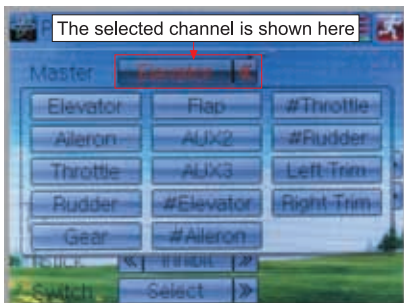 The selected channel is shown here
Master Elevator
Elevator Flap #Throttle
Aileron AUX2 #Rudder
Throttle AUX3 Left Trim
Rudder #Elevator Right Trim
Gear #Aileron
Switch Select